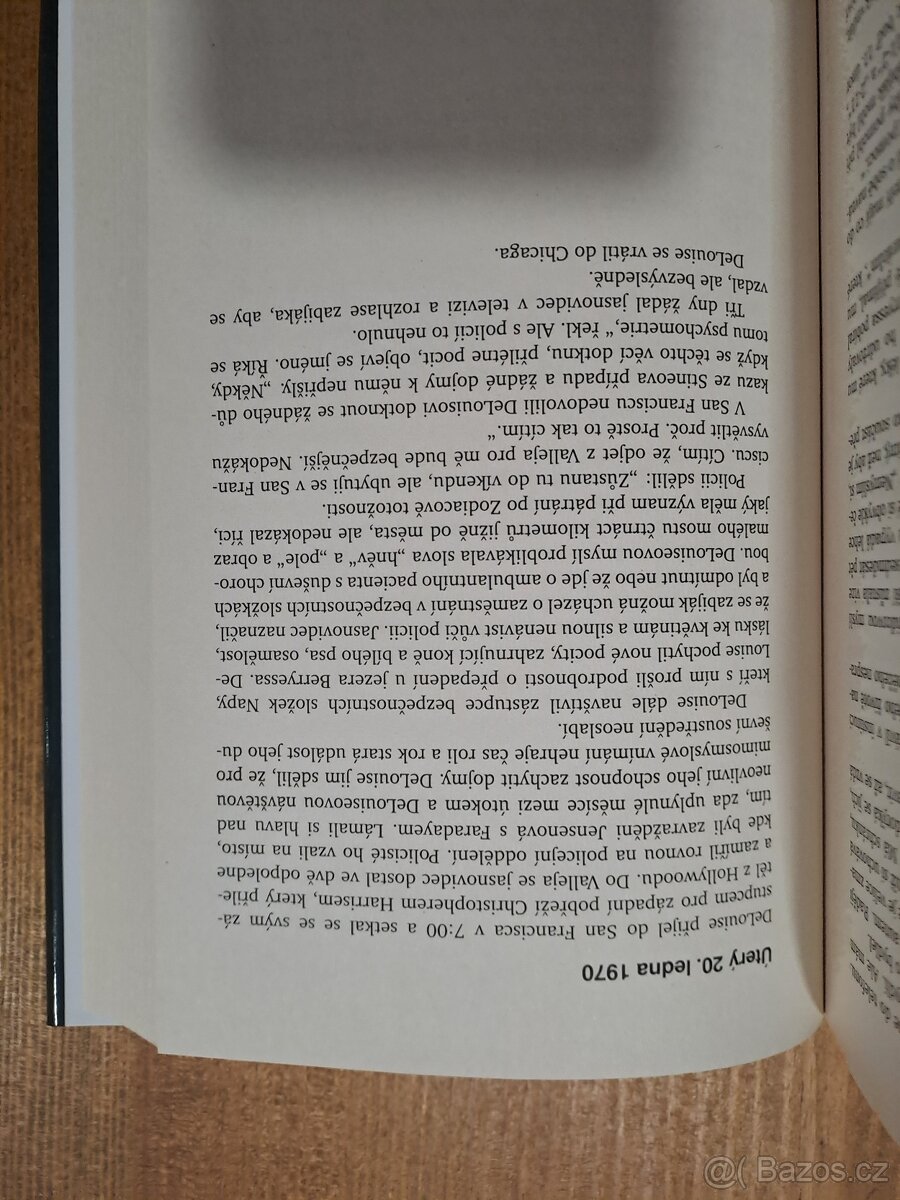 Úterý 20. ledna 1970
DeLouise přijel do San Francisca v 7:00 a setkal se se svým zá-
stupcem pro západní pobřeží Christopherem Harrisem, který přile-
těl z Hollywoodu. Do Valleja se jasnovidec dostal ve dvě odpoledne
a zamířil rovnou na policejní oddělení. Policisté ho vzali na místo,
kde byli zavražděni Jensenová s Faradayem. Lámali si hlavu nad
tím, zda uplynulé měsíce mezi útokem a DeLouiseovou návštěvou
neovlivní jeho schopnost zachytit dojmy. DeLouise jim sdělil, že pro
mimosmyslové vnímání nehraje čas roli a rok stará událost jeho du-
ševní soustředění neoslabí.
DeLouise dále navštívil zástupce bezpečnostních složek Napy,
kteří s ním prošli podrobnosti o přepadení u jezera Berryessa. De-
Louise pochytil nové pocity, zahrnující koně a bílého psa, osamělost,
lásku ke květinám a silnou nenávist vůči policii. Jasnovidec naznačil,
že se zabiják možná ucházel o zaměstnání v bezpečnostních složkách
a byl odmítnut nebo že jde o ambulantního pacienta s duševní choro-
bou. DeLouiseovou myslí problikávala slova „hněv“ a „pole“ a obraz
malého mostu čtrnáct kilometrů jižně od města, ale nedokázal říci,
jaký měla význam při pátrání po Zodiacově totožnosti.
Policii sdělil: „Zůstanu tu do víkendu, ale ubytuji se v San Fran-
ciscu. Cítím, že odjet z Valleja pro mě bude bezpečnější. Nedokážu
vysvětlit proč. Prostě to tak cítím.“
V San Franciscu nedovolili DeLouisovi dotknout se žádného dů-
kazu ze Stineova případu a žádné dojmy k němu nepřišly. „Někdy,
když se těchto věcí dotknu, přilétne pocit, objeví se jméno. Říká se
tomu psychometrie,“ řekl. Ale s policií to nehnulo.
Tři dny žádal jasnovidec v televizi a rozhlase zabijáka, aby se
vzdal, ale bezvýsledně.
DeLouise se vrátil do Chicaga.
@( Bazos.cz